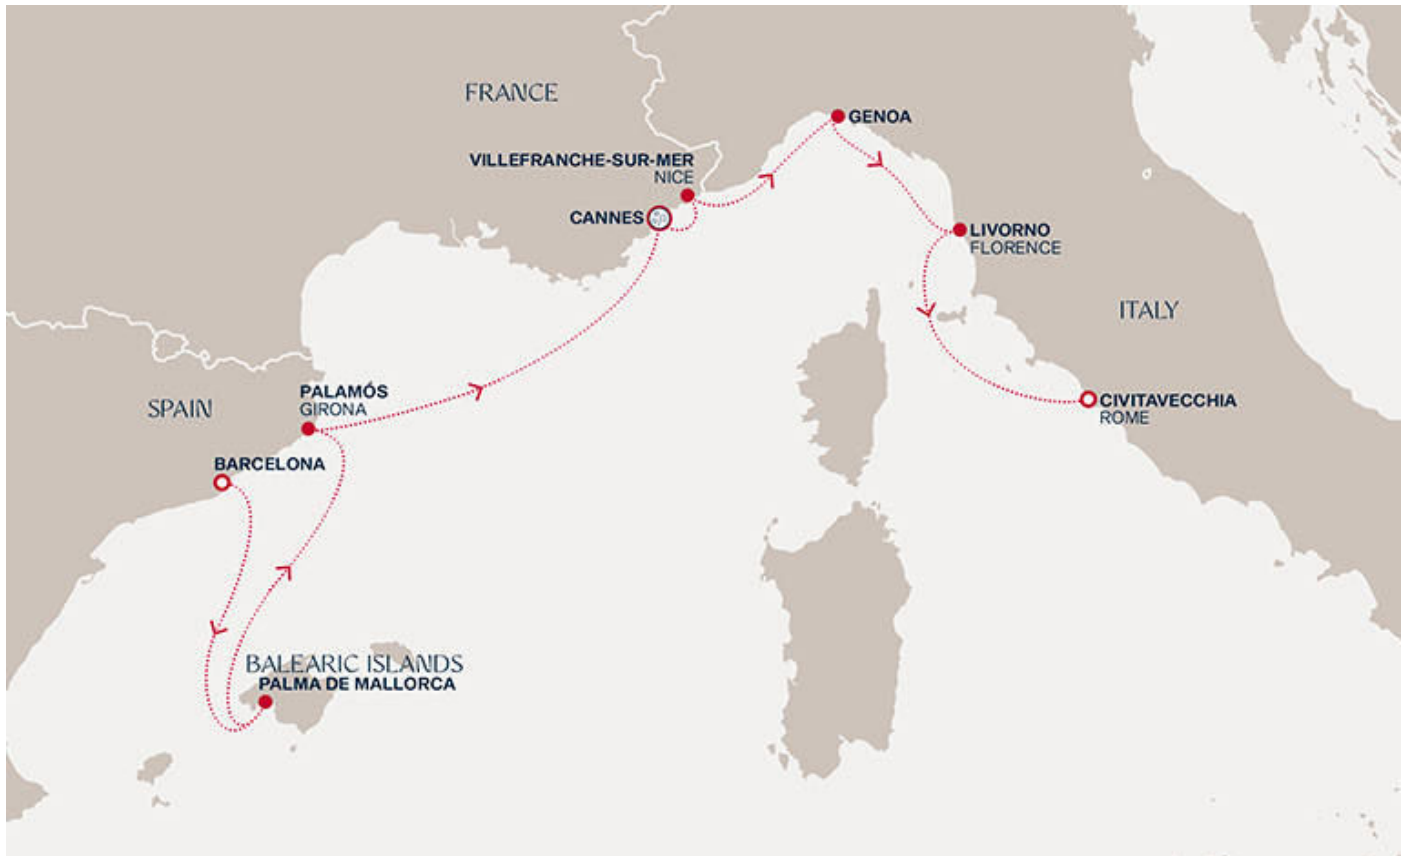 FRANCE
GENOA
VILLEFRANCHE-SUR-MER
NICE
CANNES
LIVORNO
FLORENCE
ITALY
PALAMÓS
GIRONA
SPAIN
CIVITAVECCHIA
ROME
BARCELONA
BALEARIC ISLANDS
PALMA DE MALLORCA